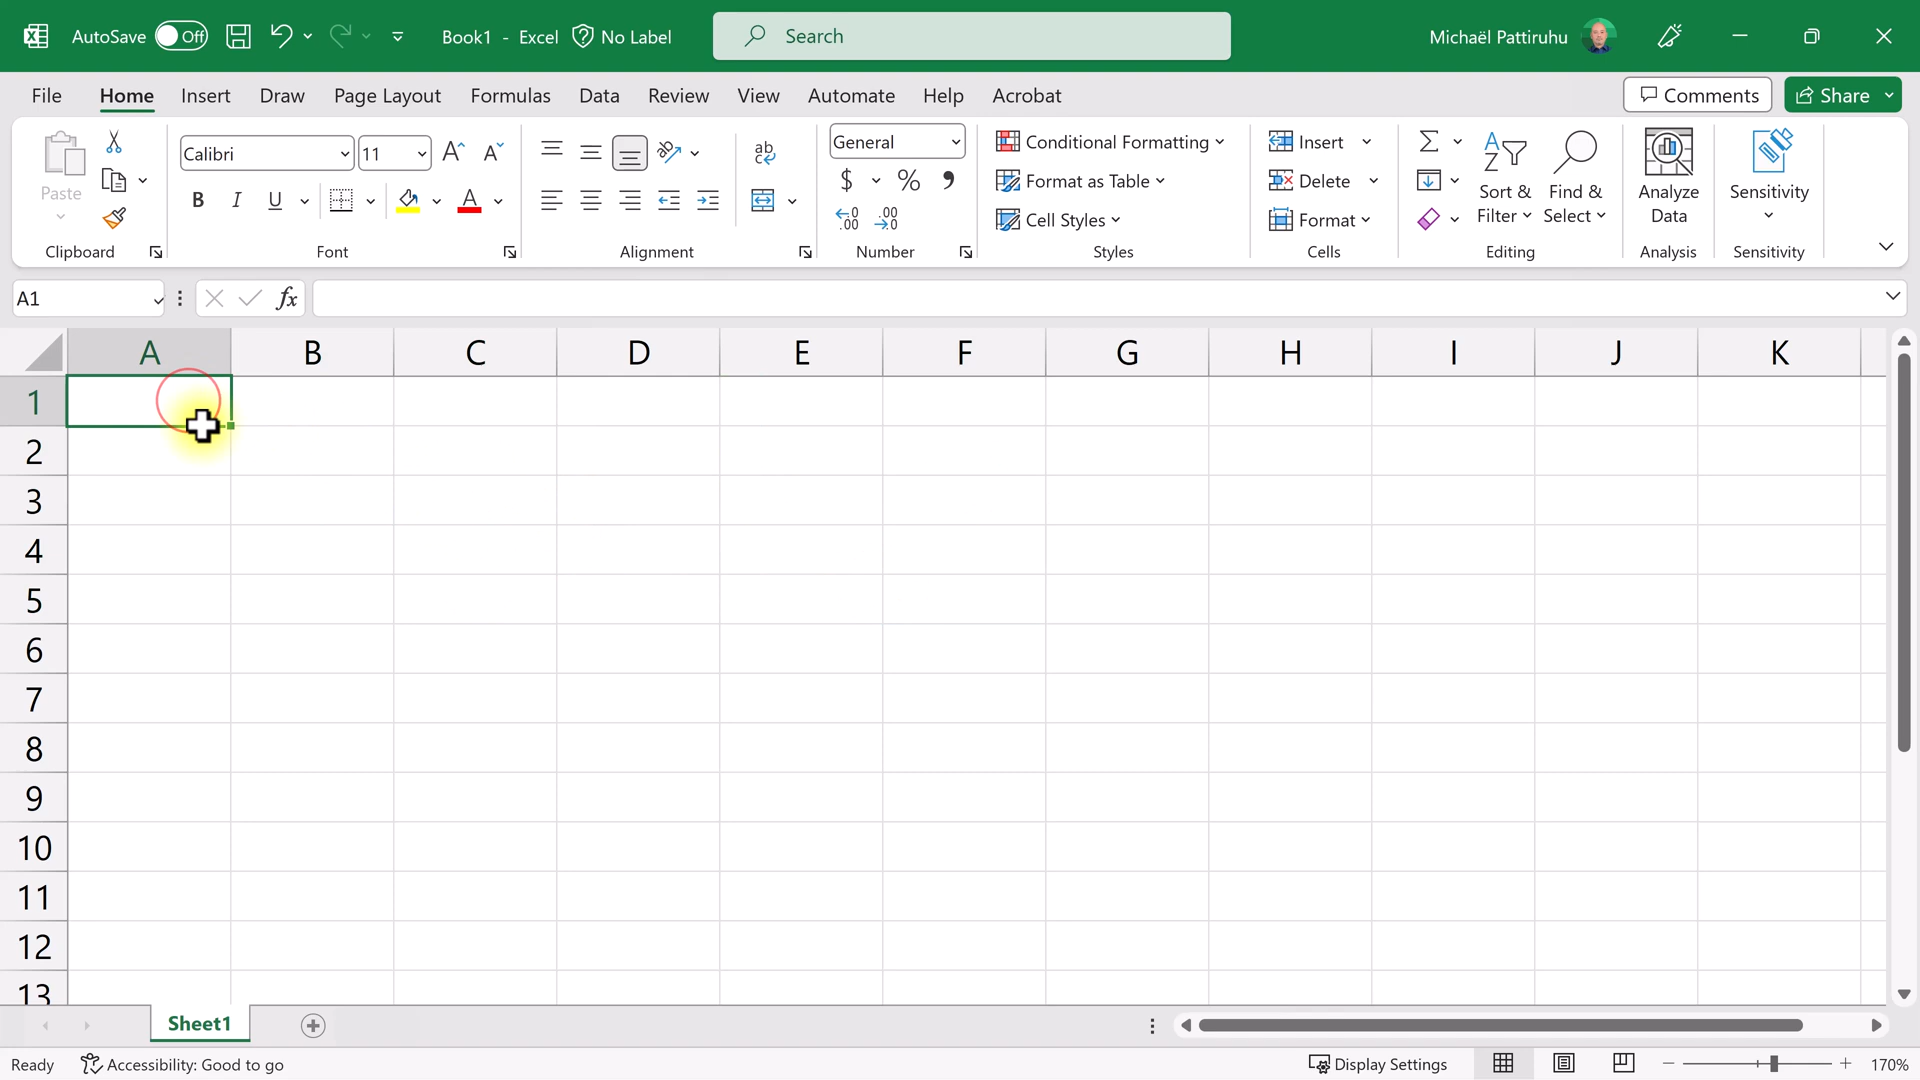 AutoSave Off Book1 - Excel No Label Search Michaël Pattiruhu
File Home Insert Draw Page Layout Formulas Data Review View Automate Help Acrobat Comments Share
Paste
Calibri 11
B I U A
ab
General
$ % ,
Conditional Formatting
Format as Table
Cell Styles
Insert
Delete
Format
Sort &
Filter
Find &
Select
Analyze
Data
Sensitivity
Clipboard Font Alignment Number Styles Cells Editing Analysis Sensitivity
A1 fx
A B C D E F G H I J K
1
2
3
4
5
6
7
8
9
10
11
12
13
Sheet1
Ready Accessibility: Good to go Display Settings 170%